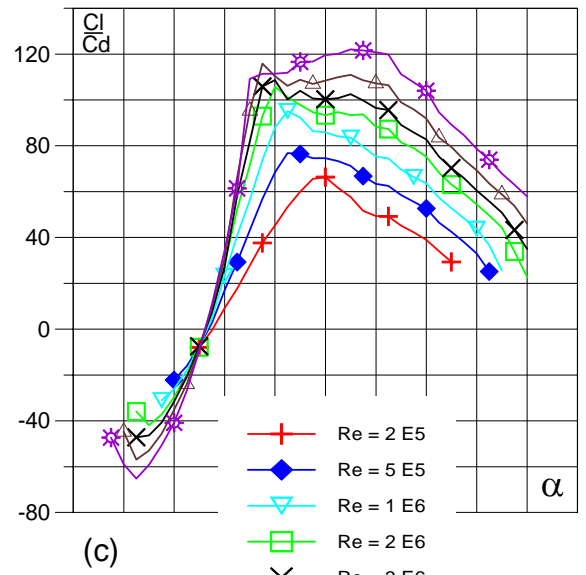 Cl
Cd
120
80
40
0
-40
-80
α
(c)
Re = 2 E5
Re = 5 E5
Re = 1 E6
Re = 2 E6